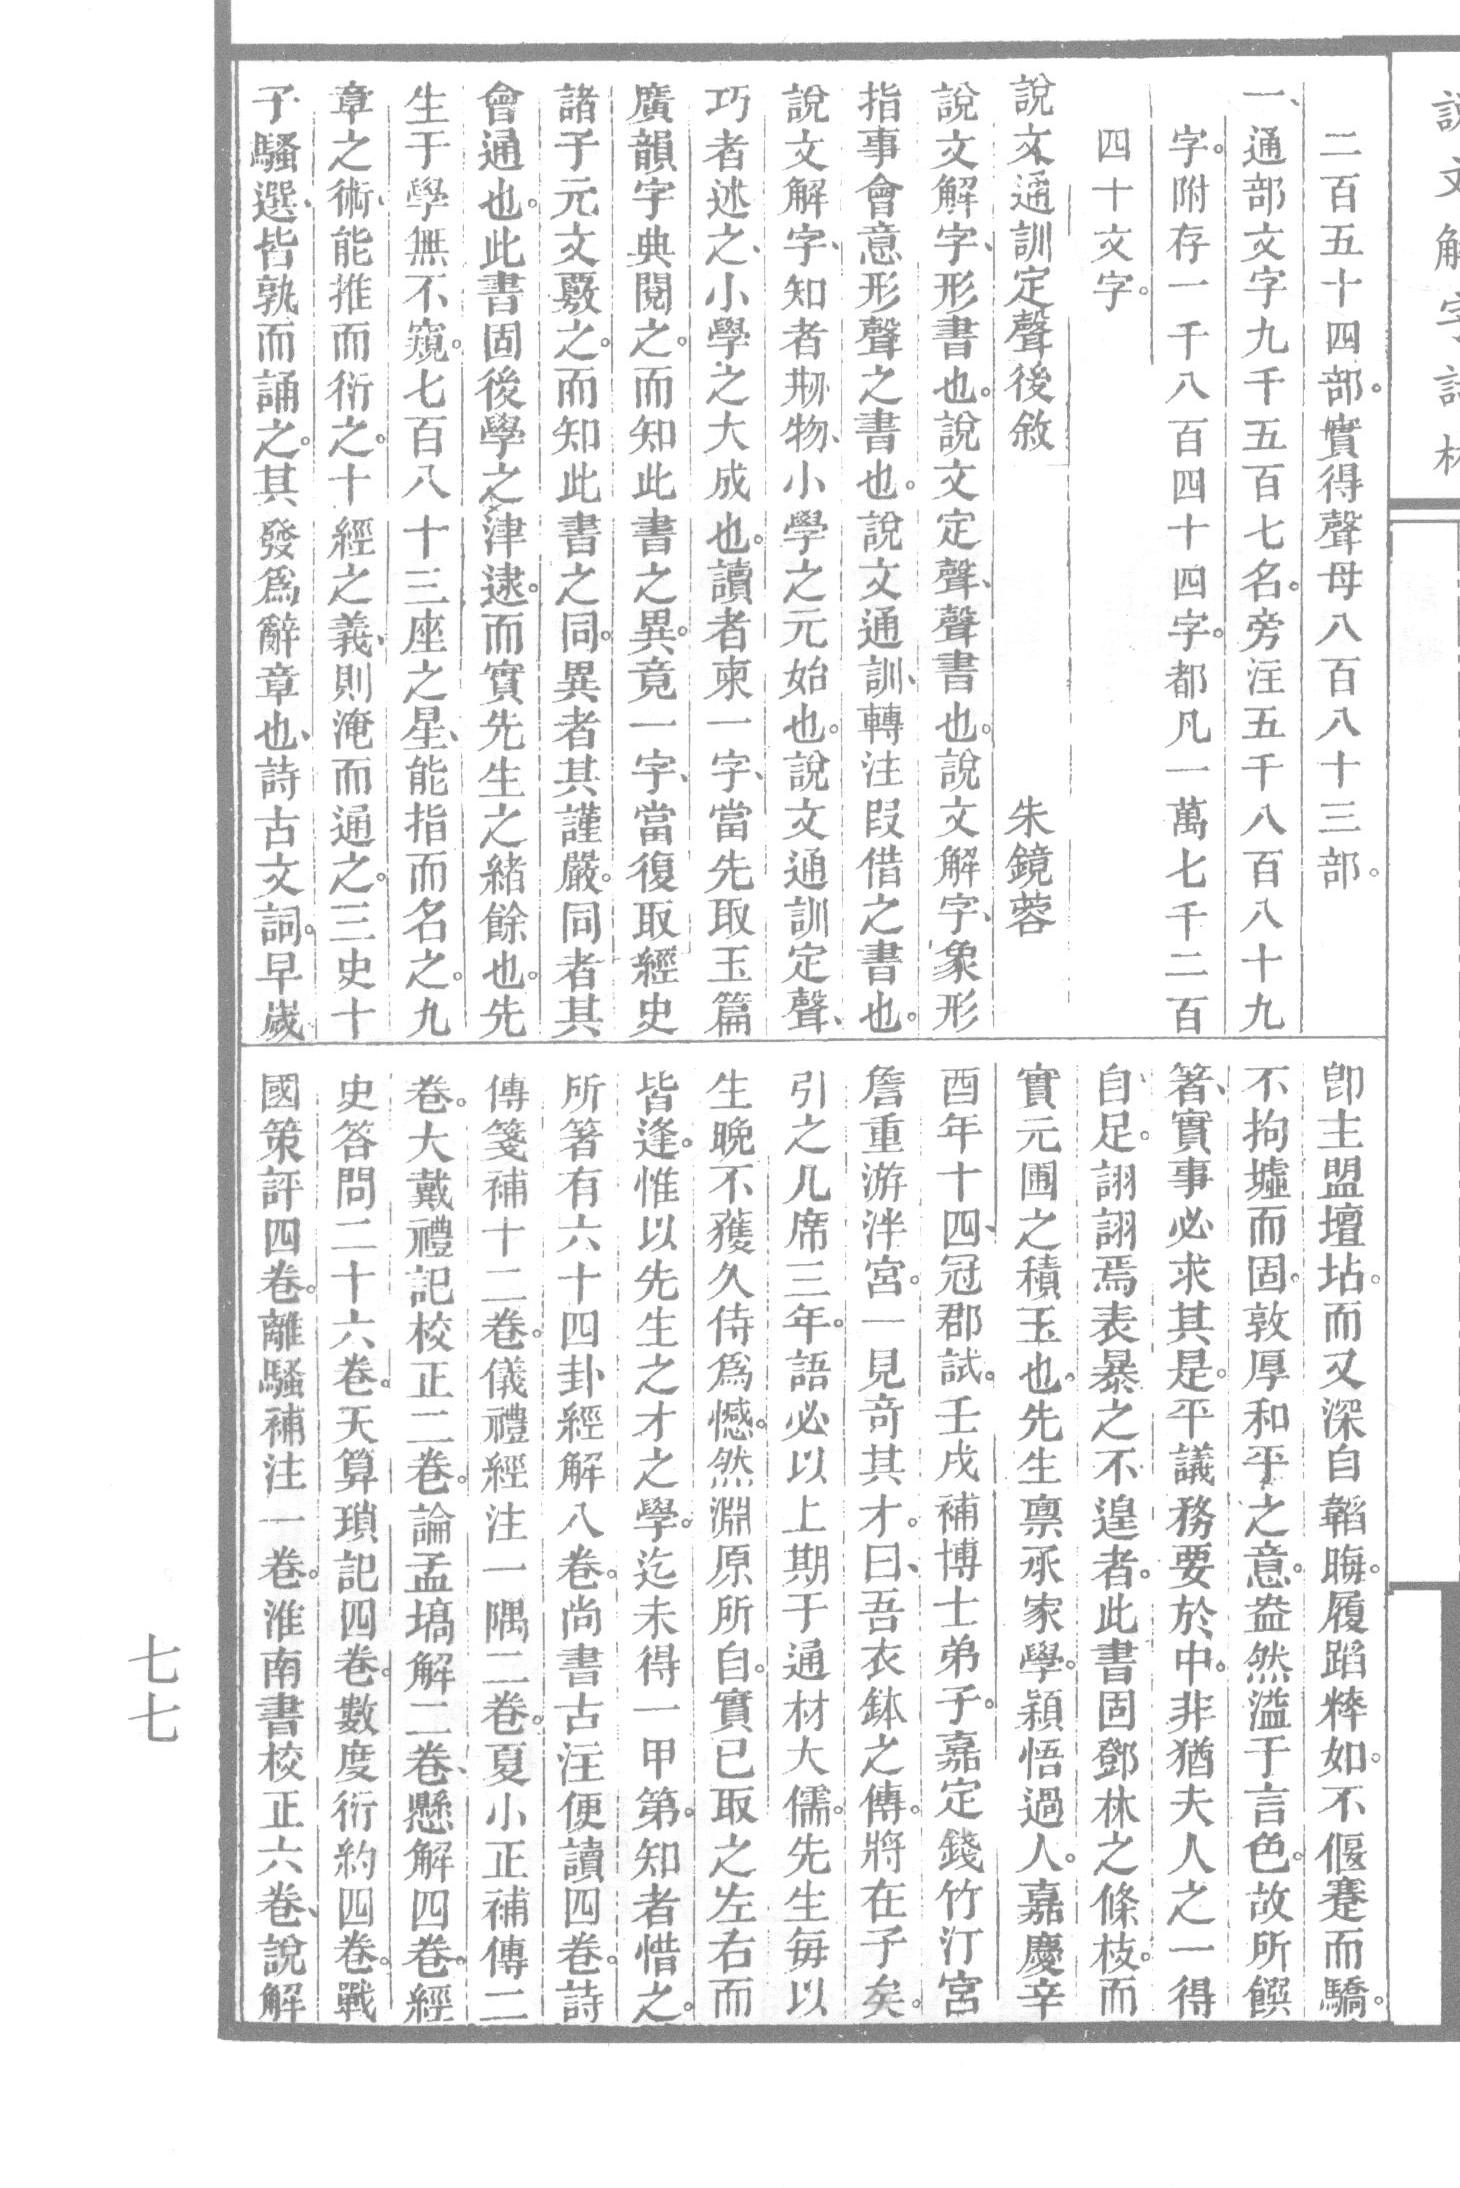 說文解字詁林
二百五十四部。實得聲母八百八十三部。
一、通部文字九千五百七名。旁注五千八百八十九
字。附存一千八百四十四字。都凡一萬七千二百
四十文字。
說文通訓定聲後敘　朱鏡蓉
說文解字、形書也。說文定聲、聲書也。說文解字、象形
指事會意形聲之書也。說文通訓、轉注叚借之書也。
說文解字、知者刱物、小學之元始也。說文通訓定聲、
巧者述之、小學之大成也。讀者柬一字、當先取玉篇
廣韻字典閱之。而知此書之異。竟一字、當復取經史
諸子元文覈之。而知此書之同。異者其謹嚴。同者其
會通也。此書固後學之津逮。而實先生之緒餘也。先
生于學無不窺。七百八十三座之星、能指而名之。九
章之術、能推而衍之。十經之義、則淹而通之。三史十
子騷選、皆孰而誦之。其發爲辭章也、詩古文詞。早歲
卽主盟壇坫。而又深自韜晦。履蹈粹如。不偃蹇而驕。
不拘墟而固。敦厚和平之意。盎然溢于言色。故所饌
箸、實事必求其是。平議務要於中。非猶夫人之一得
自足。詡詡焉表暴之不遑者。此書固鄧林之條枝。而
實元圃之積玉也。先生禀承家學。穎悟過人。嘉慶辛
酉年十四、冠郡試。壬戌補博士弟子。嘉定錢竹汀宮
詹重游泮宮。一見奇其才。曰、吾衣鉢之傳。將在子矣。
引之几席三年。語必以上期于通材大儒。先生每以
生晚不獲久侍爲憾。然淵原所自。實已取之左右而
皆逢。惟以先生之才之學。迄未得一甲第。知者惜之。
所箸有六十四卦經解八卷。尚書古注便讀四卷。詩
傳箋補十二卷。儀禮經注一隅二卷。夏小正補傳二
卷。大戴禮記校正二卷。論孟塙解二卷、懸解四卷。經
史答問二十六卷。天算瑣記四卷。數度衍約四卷。戰
國策評四卷。離騷補注一卷。淮南書校正六卷、說解
七七